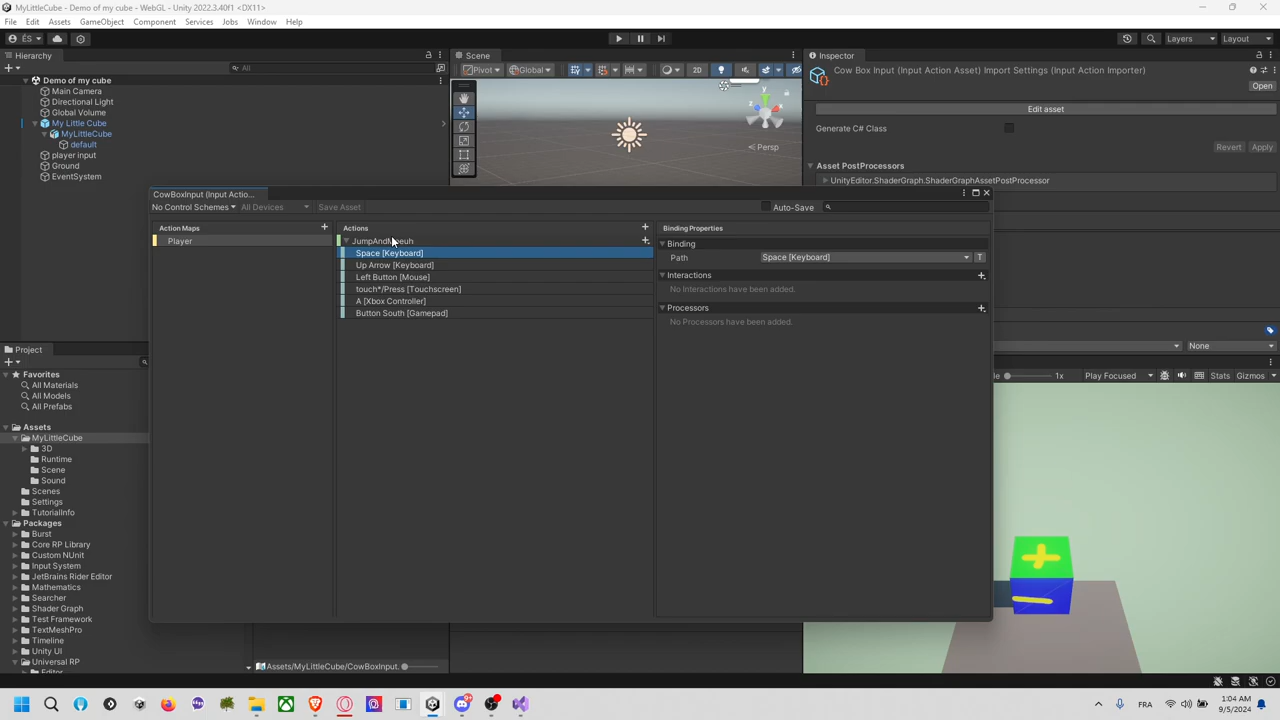 MyLittleCube - Demo of my cube - WebGL - Unity 2022.3.40f1 <DX11>
File Edit Assets GameObject Component Services Jobs Window Help
ÉS Layers Layout
Hierarchy
All
Demo of my cube
Main Camera
Directional Light
Global Volume
My Little Cube
MyLittleCube
default
player input
Ground
EventSystem
Scene
Pivot Global 2D
y
x
z
Persp
Inspector
Cow Box Input (Input Action Asset) Import Settings (Input Action Importer)
Open
Edit asset
Generate C# Class
Revert Apply
Asset PostProcessors
UnityEditor.ShaderGraph.ShaderGraphAssetPostProcessor
None
1x Play Focused Stats Gizmos
CowBoxInput (Input Actio...
No Control Schemes All Devices Save Asset Auto-Save
Action Maps
Player
Actions
Space [Keyboard]
Up Arrow [Keyboard]
Left Button [Mouse]
touch*/Press [Touchscreen]
A [Xbox Controller]
Button South [Gamepad]
Binding Properties
Binding
Path Space [Keyboard] T
Interactions
No Interactions have been added.
Processors
No Processors have been added.
Project
Favorites
All Materials
All Models
All Prefabs
Assets
MyLittleCube
3D
Runtime
Scene
Sound
Scenes
Settings
TutorialInfo
Packages
Burst
Core RP Library
Custom NUnit
Input System
JetBrains Rider Editor
Mathematics
Searcher
Shader Graph
Test Framework
TextMeshPro
Timeline
Unity UI
Universal RP
Assets/MyLittleCube/CowBoxInput.
FRA
1:04 AM
9/5/2024